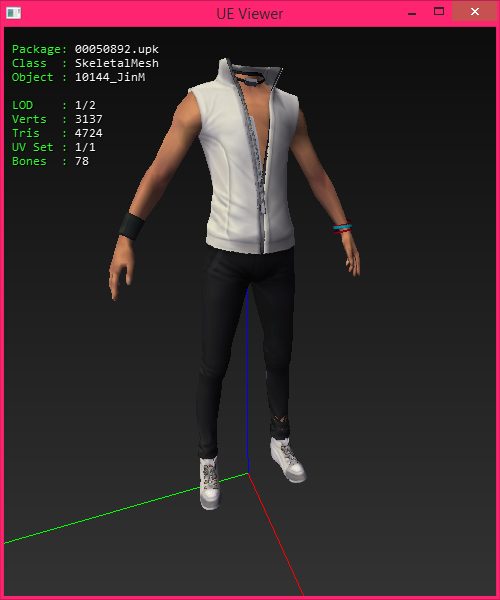 UE Viewer
Package: 00050892.upk
Class  : SkeletalMesh
Object : 10144_JinM
LOD    : 1/2
Verts  : 3137
Tris   : 4724
UV Set : 1/1
Bones  : 78